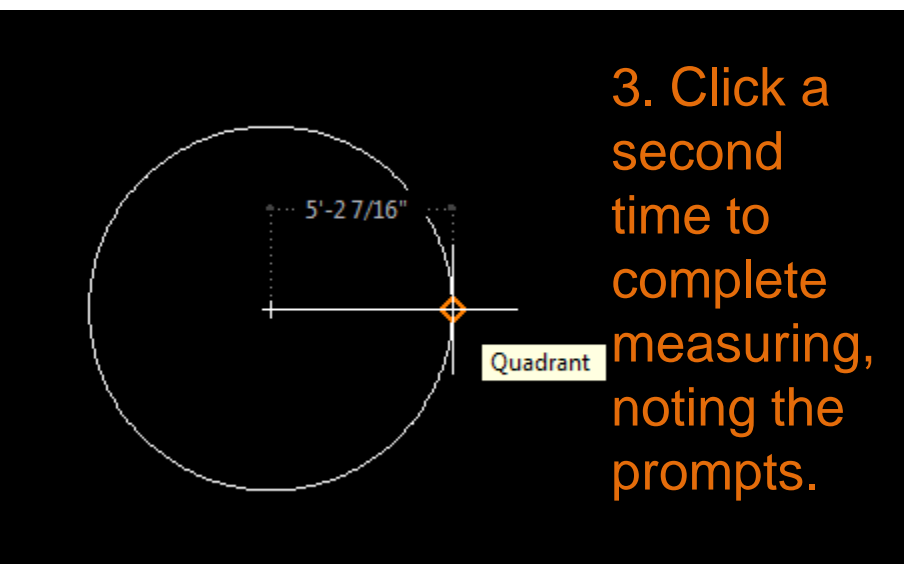 3. Click a
second
time to
complete
measuring,
noting the
prompts.
5'-2 7/16"
Quadrant